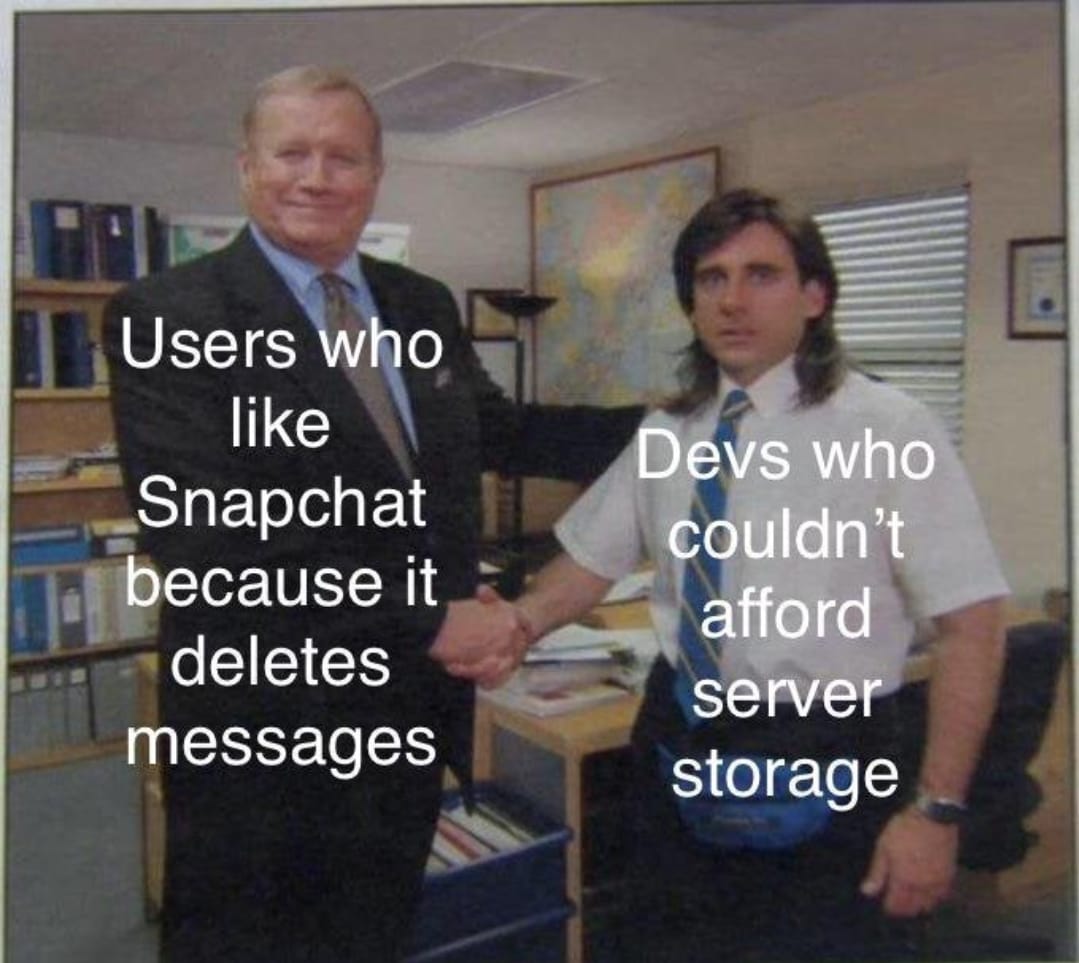 Users who
like
Snapchat
because it
deletes
messages
Devs who
couldn't
afford
server
storage